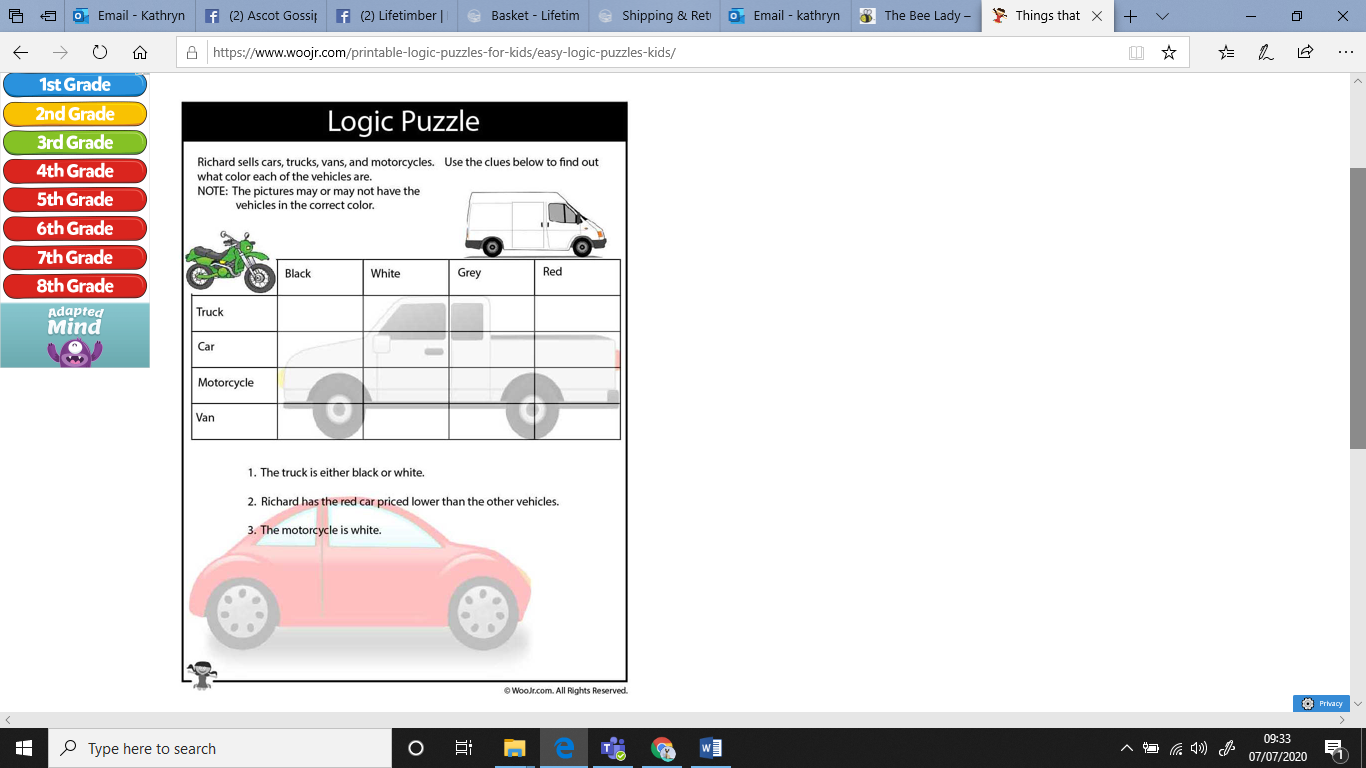 Email - Kathryn
(2) Ascot Gossip
(2) Lifetimber |
Basket - Lifetim
Shipping & Ret
Email - kathryn
The Bee Lady –
Things that
https://www.woojr.com/printable-logic-puzzles-for-kids/easy-logic-puzzles-kids/
1st Grade
2nd Grade
3rd Grade
4th Grade
5th Grade
6th Grade
7th Grade
8th Grade
Adapted
Mind
Logic Puzzle
Richard sells cars, trucks, vans, and motorcycles. Use the clues below to find out
what color each of the vehicles are.
NOTE: The pictures may or may not have the
vehicles in the correct color.
Black White Grey Red
Truck
Car
Motorcycle
Van
1. The truck is either black or white.
2. Richard has the red car priced lower than the other vehicles.
3. The motorcycle is white.
© WooJr.com. All Rights Reserved.
Privacy
Type here to search
09:33
07/07/2020
1